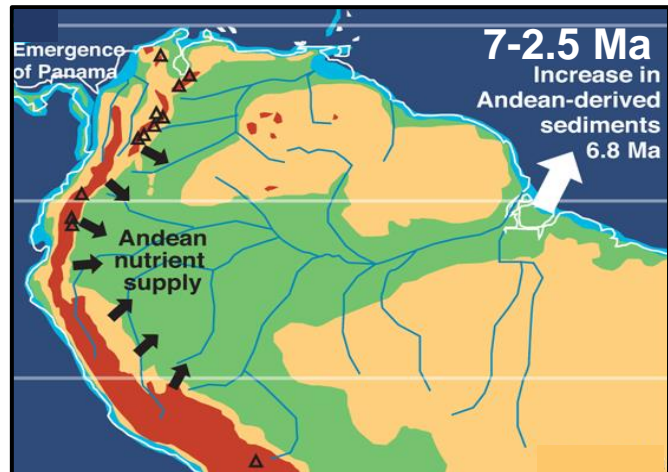 Emergence
of Panama
7-2.5 Ma
Increase in
Andean-derived
sediments
6.8 Ma
Andean
nutrient
supply